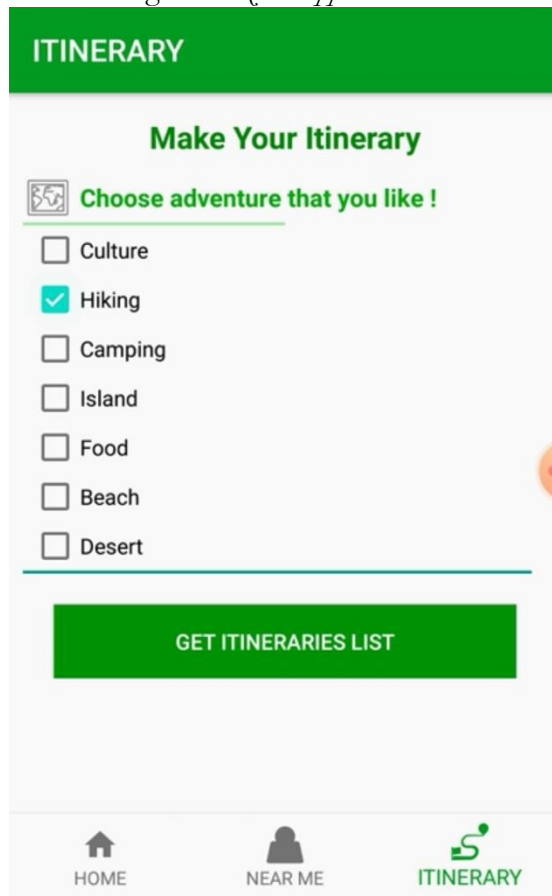 ITINERARY
Make Your Itinerary
Choose adventure that you like !
Culture
Hiking
Camping
Island
Food
Beach
Desert
GET ITINERARIES LIST
HOME
NEAR ME
ITINERARY